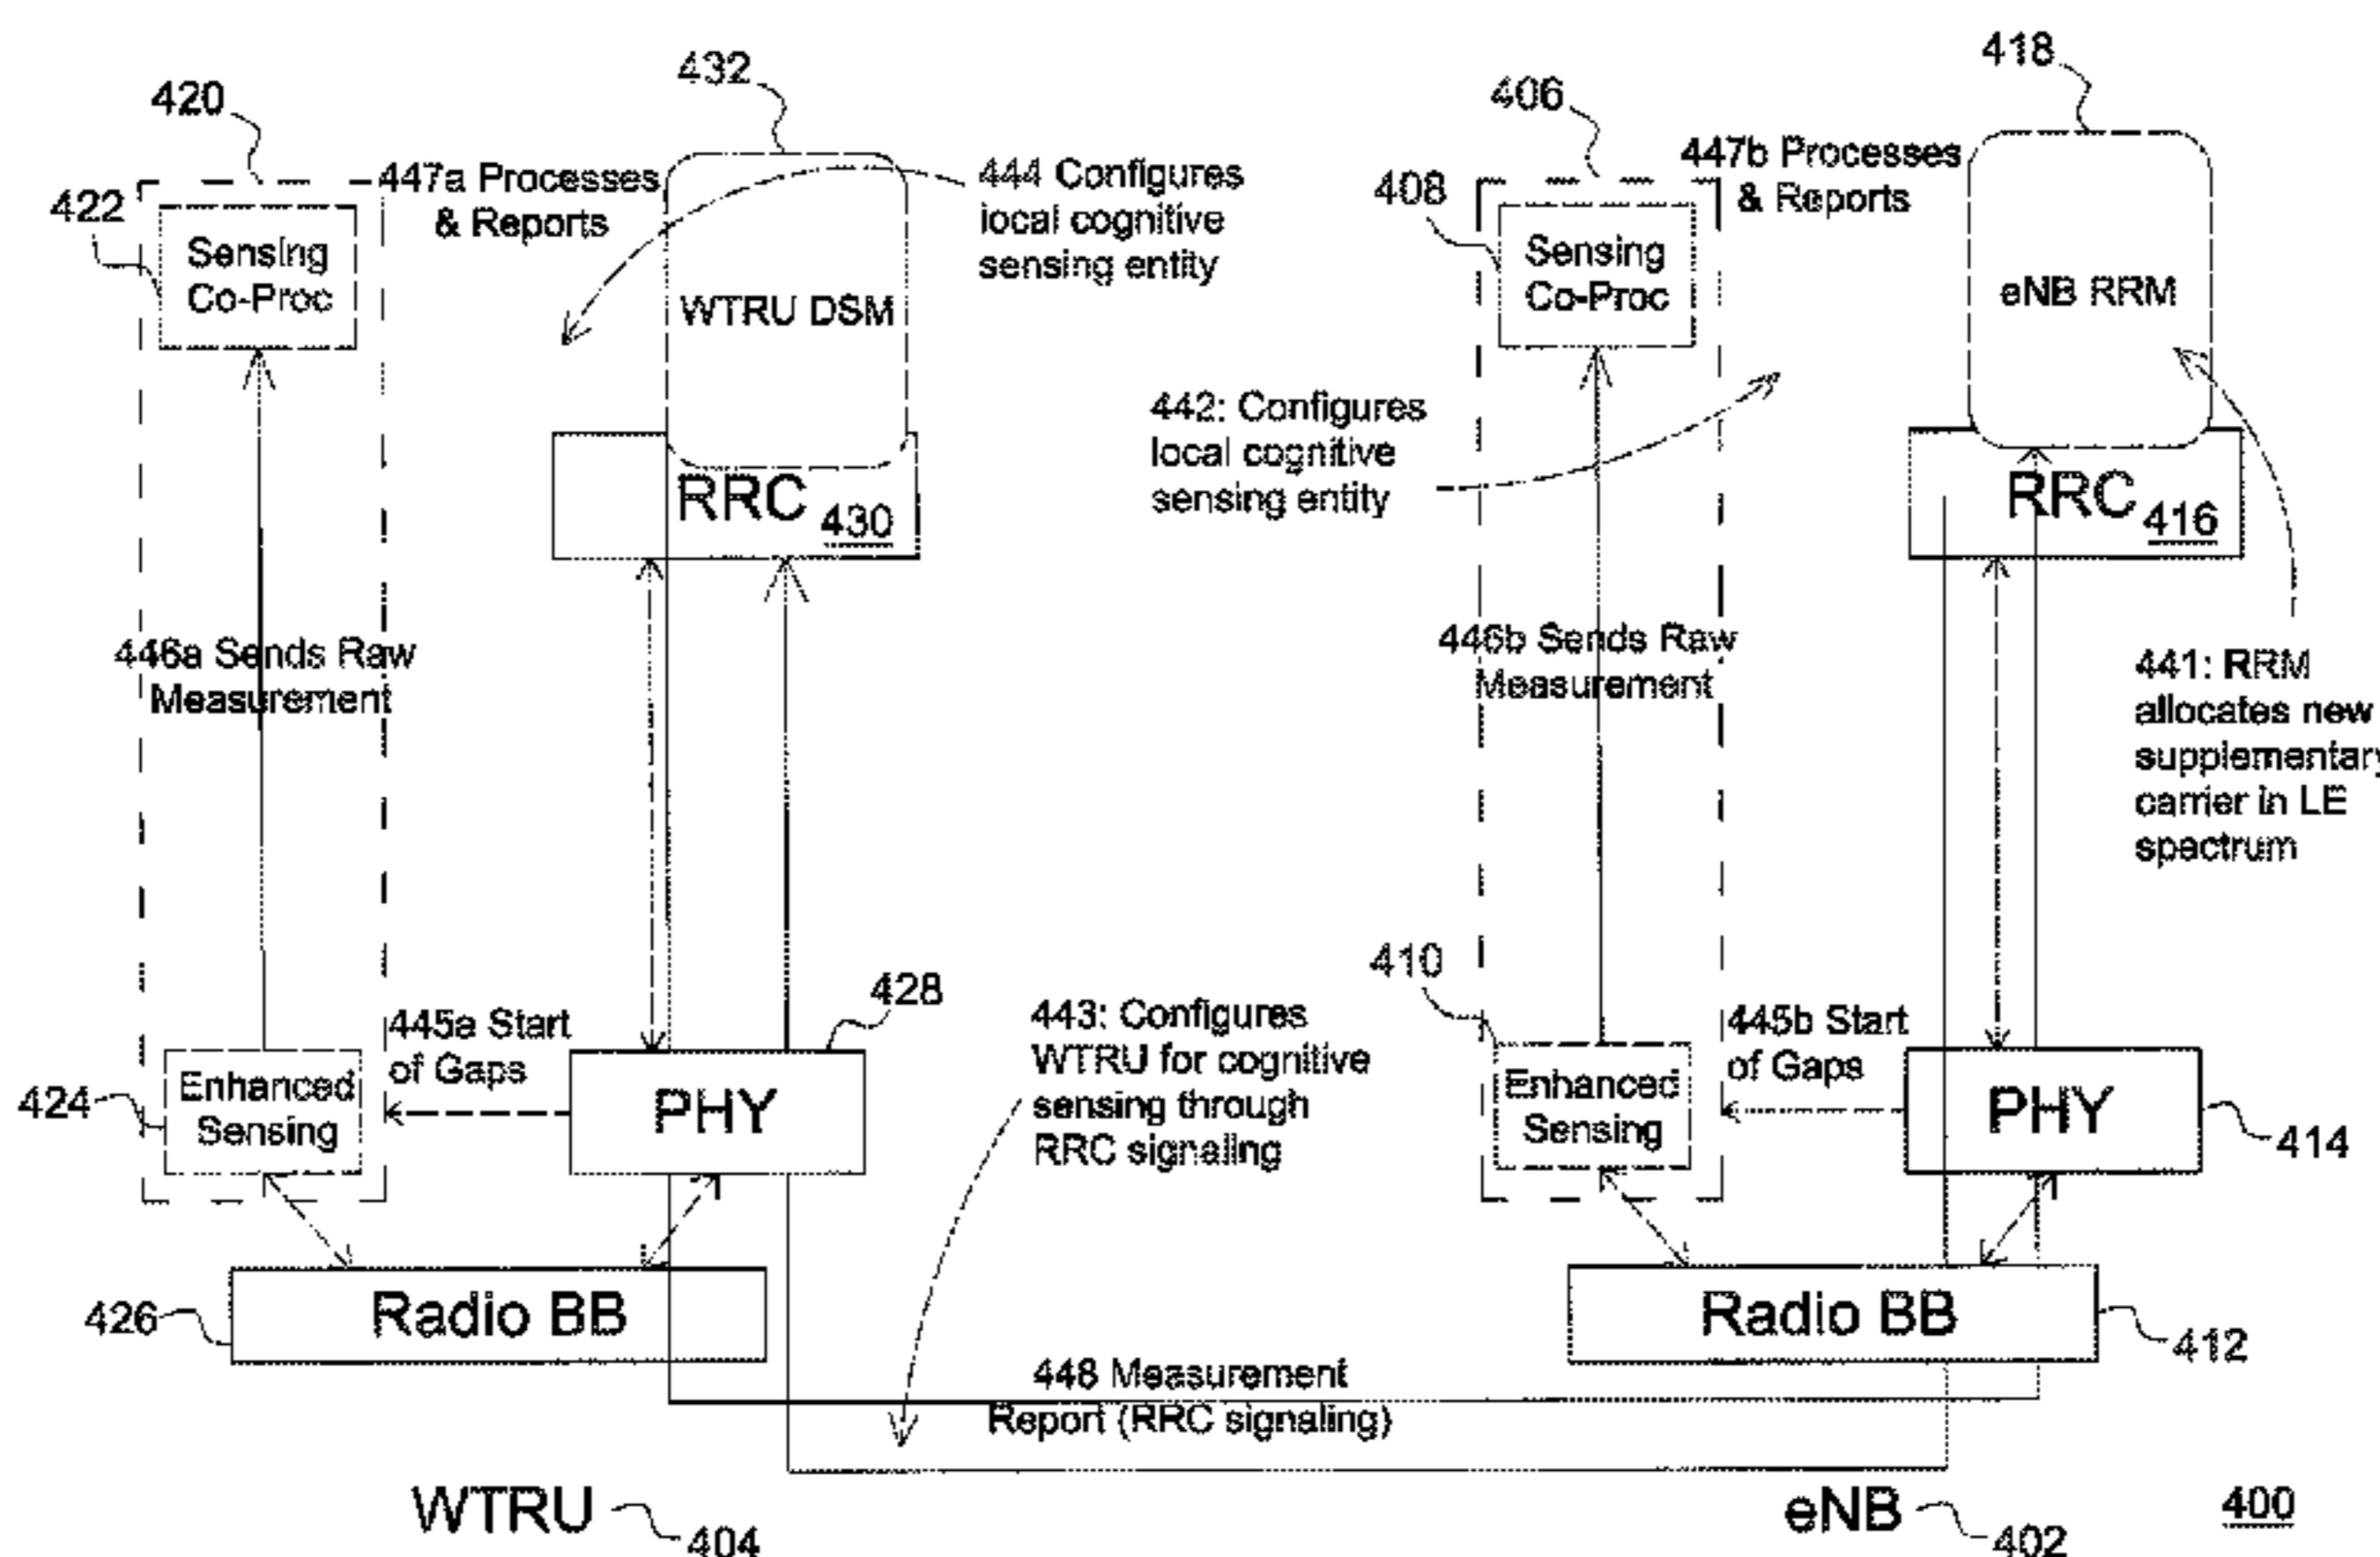 420
422
Sensing
Co-Proc
447a Processes
& Reports
432
WTRU DSM
444 Configures
local cognitive
sensing entity
RRC 430
446a Sends Raw
Measurement
445a Start
of Gaps
424
Enhanced
Sensing
428
PHY
426
Radio BB
443: Configures
WTRU for cognitive
sensing through
RRC signaling
448 Measurement
Report (RRC signaling)
WTRU
404
406
408
Sensing
Co-Proc
447b Processes
& Reports
418
eNB RRM
442: Configures
local cognitive
sensing entity
RRC 416
446b Sends Raw
Measurement
441: RRM
allocates new
supplementary
carrier in LE
spectrum
410
Enhanced
Sensing
445b Start
of Gaps
PHY
414
Radio BB
412
eNB
402
400